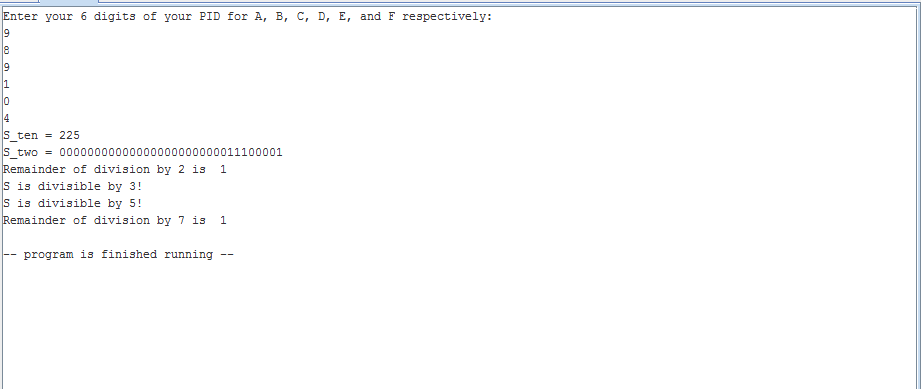 Enter your 6 digits of your PID for A, B, C, D, E, and F respectively:
9
8
9
1
0
4
S_ten = 225
S_two = 00000000000000000000000011100001
Remainder of division by 2 is  1
S is divisible by 3!
S is divisible by 5!
Remainder of division by 7 is  1
-- program is finished running --